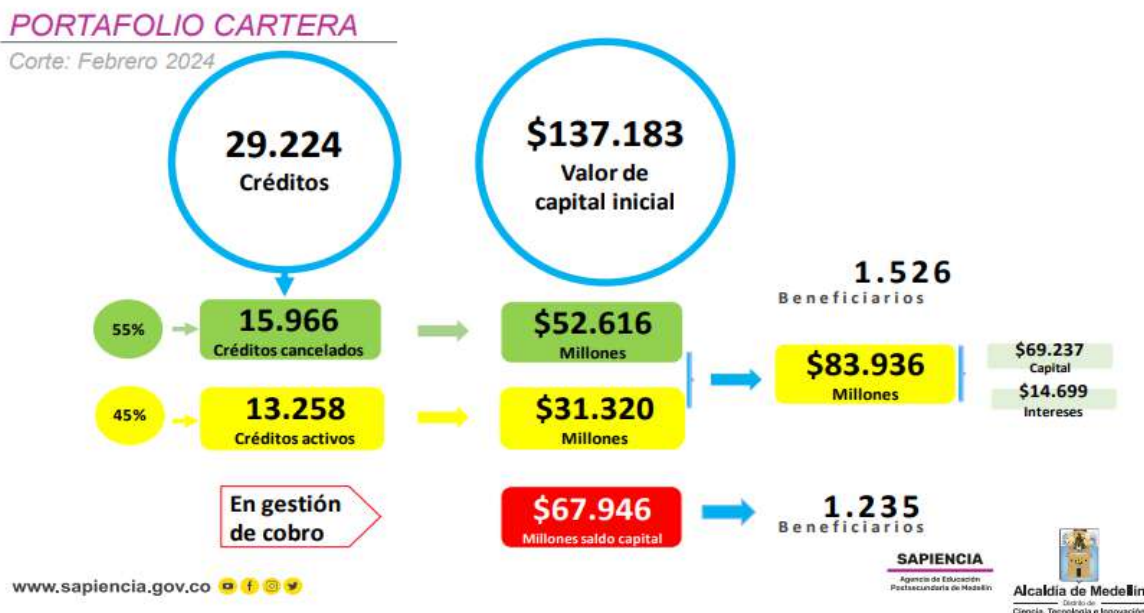 PORTAFOLIO CARTERA
Corte: Febrero 2024
29.224
Créditos
$137.183
Valor de
capital inicial
1.526
Beneficiarios
55%
15.966
Créditos cancelados
$52.616
Millones
$83.936
Millones
$69.237
Capital
$14.699
Intereses
45%
13.258
Créditos activos
$31.320
Millones
En gestión
de cobro
$67.946
Millones saldo capital
1.235
Beneficiarios
www.sapiencia.gov.co
SAPIENCIA
Agencia de Educación
Postsecundaria de Medellín
Alcaldía de Medellín
Distrito de
Ciencia, Tecnología e Innovación